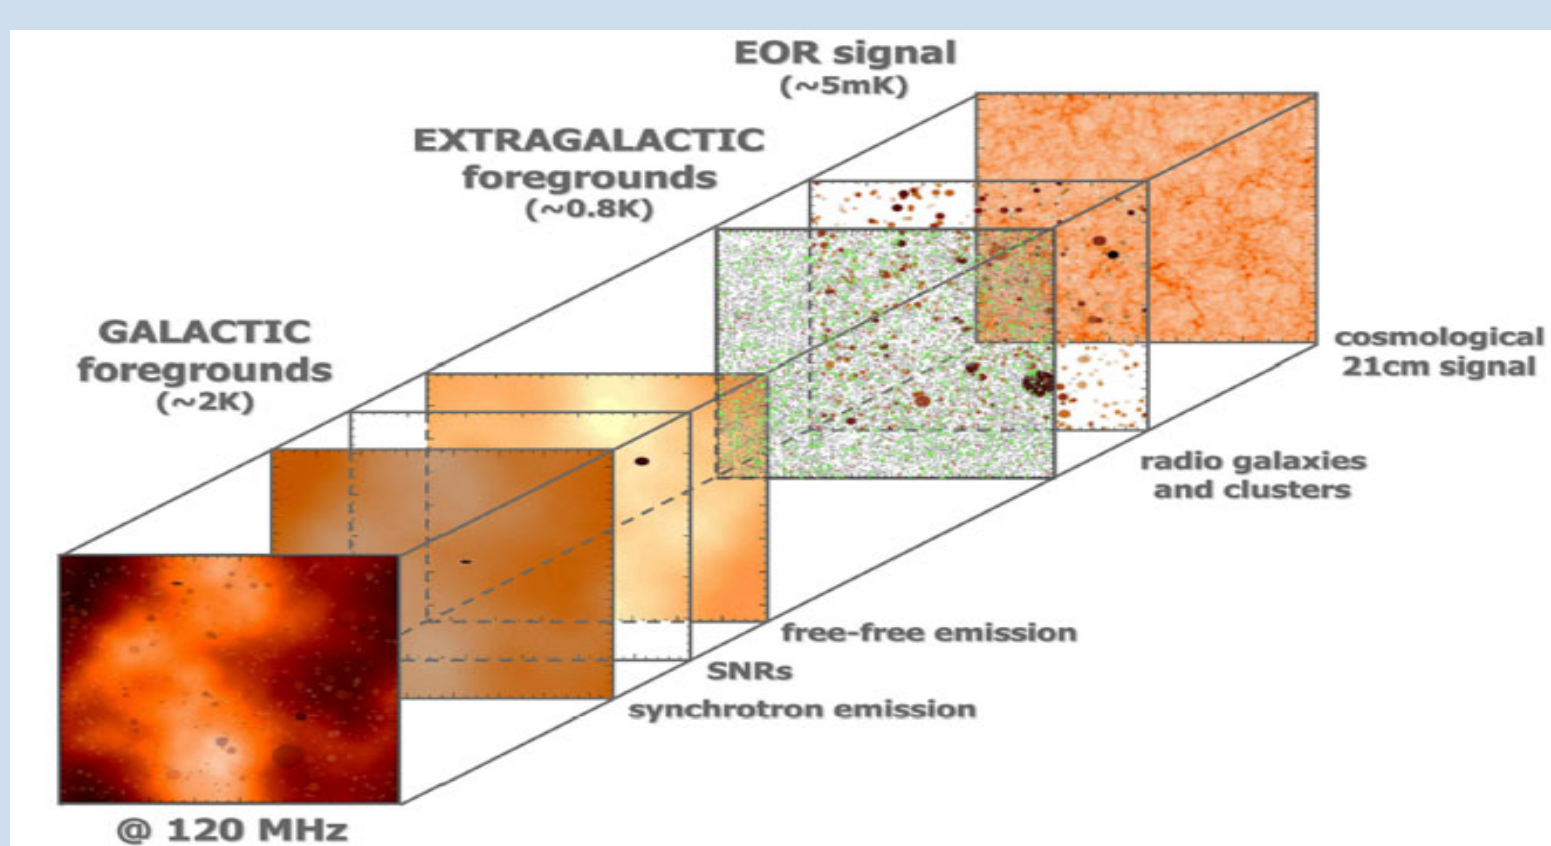 EOR signal
(~5mK)
EXTRAGALACTIC
foregrounds
(~0.8K)
GALACTIC
foregrounds
(~2K)
cosmological
21cm signal
radio galaxies
and clusters
free-free emission
SNRs
synchrotron emission
@ 120 MHz